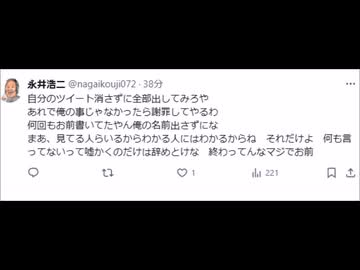 永井浩二 @nagaikouji072・38分
自分のツイート消さずに全部出してみろや
あれで俺の事じゃなかったら謝罪してやるわ
何回もお前書いてたやん俺の名前出さずにな
まあ、見てる人らいるからわかる人にはわかるからね　それだけよ　何も言
ってないって嘘かくのだけは辞めとけな　終わってんなマジでお前
1 221